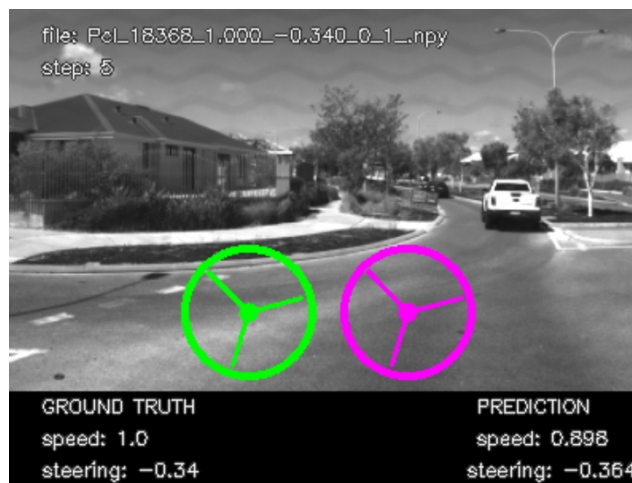 file: Pcl_18368_1.000_-0.340_0_1_.npy
step: 5
GROUND TRUTH
speed: 1.0
steering: -0.34
PREDICTION
speed: 0.898
steering: -0.364